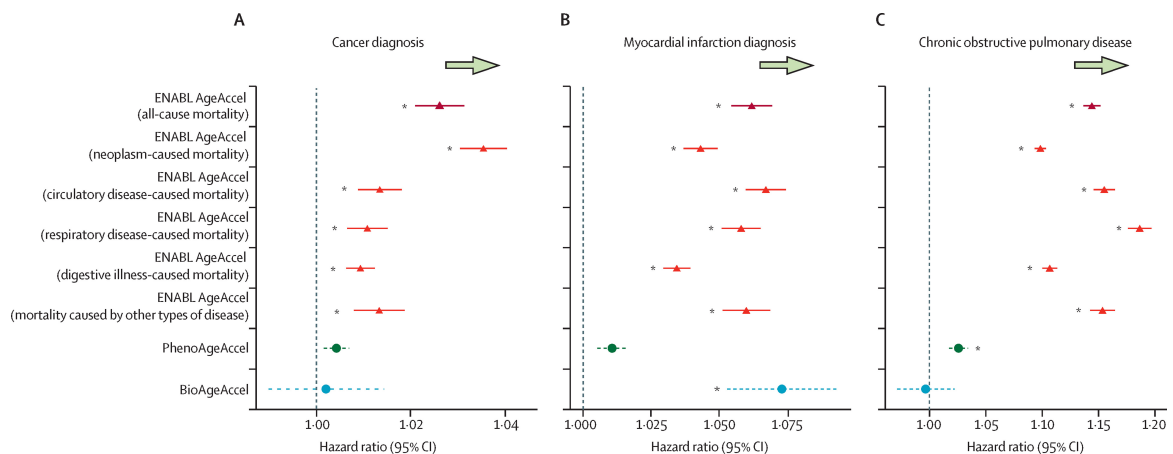 A
B
C
Cancer diagnosis
Myocardial infarction diagnosis
Chronic obstructive pulmonary disease
ENABL AgeAccel
(all-cause mortality)
*
*
*
ENABL AgeAccel
(neoplasm-caused mortality)
*
*
*
ENABL AgeAccel
(circulatory disease-caused mortality)
*
*
*
ENABL AgeAccel
(respiratory disease-caused mortality)
*
*
*
ENABL AgeAccel
(digestive illness-caused mortality)
*
*
*
ENABL AgeAccel
(mortality caused by other types of disease)
*
*
*
PhenoAgeAccel
*
BioAgeAccel
*
1·00
1·02
1·04
1·000
1·025
1·050
1·075
1·00
1·05
1·10
1·15
1·20
Hazard ratio (95% CI)
Hazard ratio (95% CI)
Hazard ratio (95% CI)